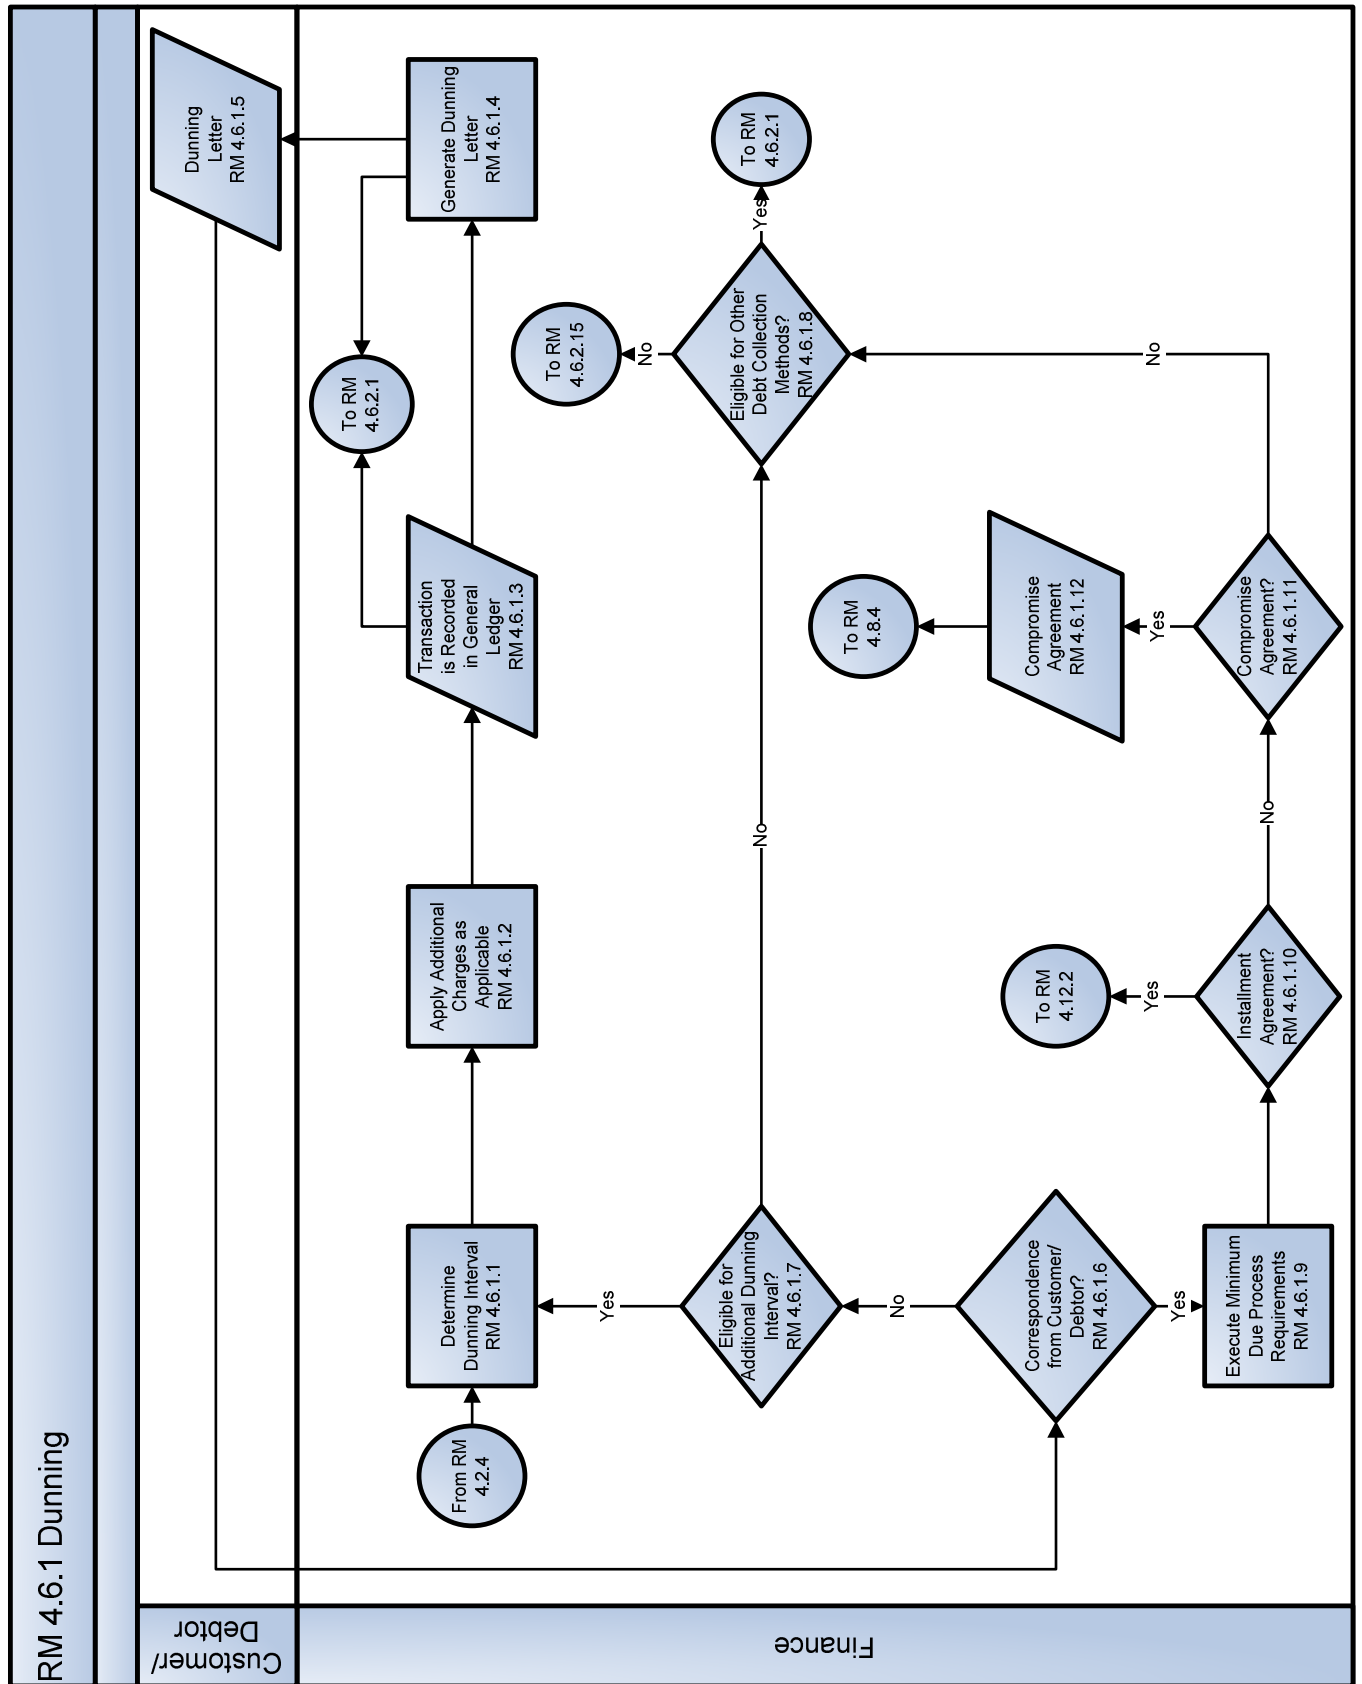 RM 4.6.1 Dunning
Customer/
Debtor
Dunning
Letter
RM 4.6.1.5
Finance
From RM
4.2.4
Determine
Dunning Interval
RM 4.6.1.1
Apply Additional
Charges as
Applicable
RM 4.6.1.2
Transaction
is Recorded
in General
Ledger
RM 4.6.1.3
To RM
4.6.2.1
Generate Dunning
Letter
RM 4.6.1.4
Yes
Eligible for
Additional Dunning
Interval?
RM 4.6.1.7
No
To RM
4.6.2.15
No
Eligible for Other
Debt Collection
Methods?
RM 4.6.1.8
Yes
To RM
4.6.2.1
No
Correspondence
from Customer/
Debtor?
RM 4.6.1.6
Yes
Execute Minimum
Due Process
Requirements
RM 4.6.1.9
To RM
4.12.2
Yes
Installment
Agreement?
RM 4.6.1.10
No
To RM
4.8.4
Compromise
Agreement
RM 4.6.1.12
Yes
Compromise
Agreement?
RM 4.6.1.11
No